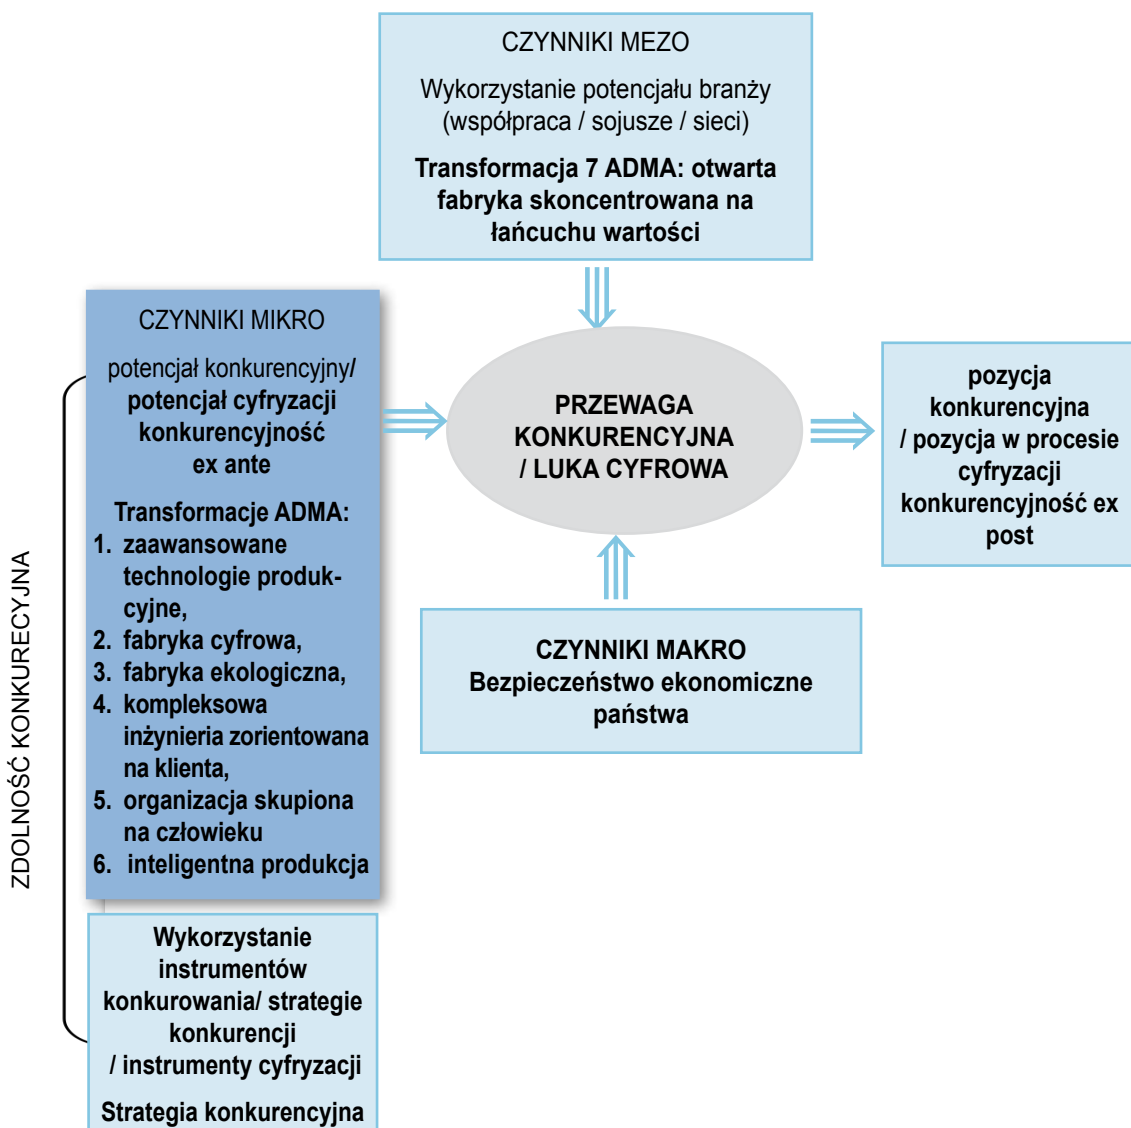 CZYNNIKI MEZO
Wykorzystanie potencjału branży
(współpraca / sojusze / sieci)
Transformacja 7 ADMA: otwarta
fabryka skoncentrowana na
łańcuchu wartości
ZDOLNOŚĆ KONKURECYJNA
CZYNNIKI MIKRO
potencjał konkurencyjny/
potencjał cyfryzacji
konkurencyjność
ex ante
Transformacje ADMA:
1. zaawansowane
technologie produk-
cyjne,
2. fabryka cyfrowa,
3. fabryka ekologiczna,
4. kompleksowa
inżynieria zorientowana
na klienta,
5. organizacja skupiona
na człowieku
6. inteligentna produkcja
Wykorzystanie
instrumentów
konkurowania/ strategie
konkurencji
/ instrumenty cyfryzacji
Strategia konkurencyjna
PRZEWAGA
KONKURENCYJNA
/ LUKA CYFROWA
pozycja
konkurencyjna
/ pozycja w procesie
cyfryzacji
konkurencyjność ex
post
CZYNNIKI MAKRO
Bezpieczeństwo ekonomiczne
państwa